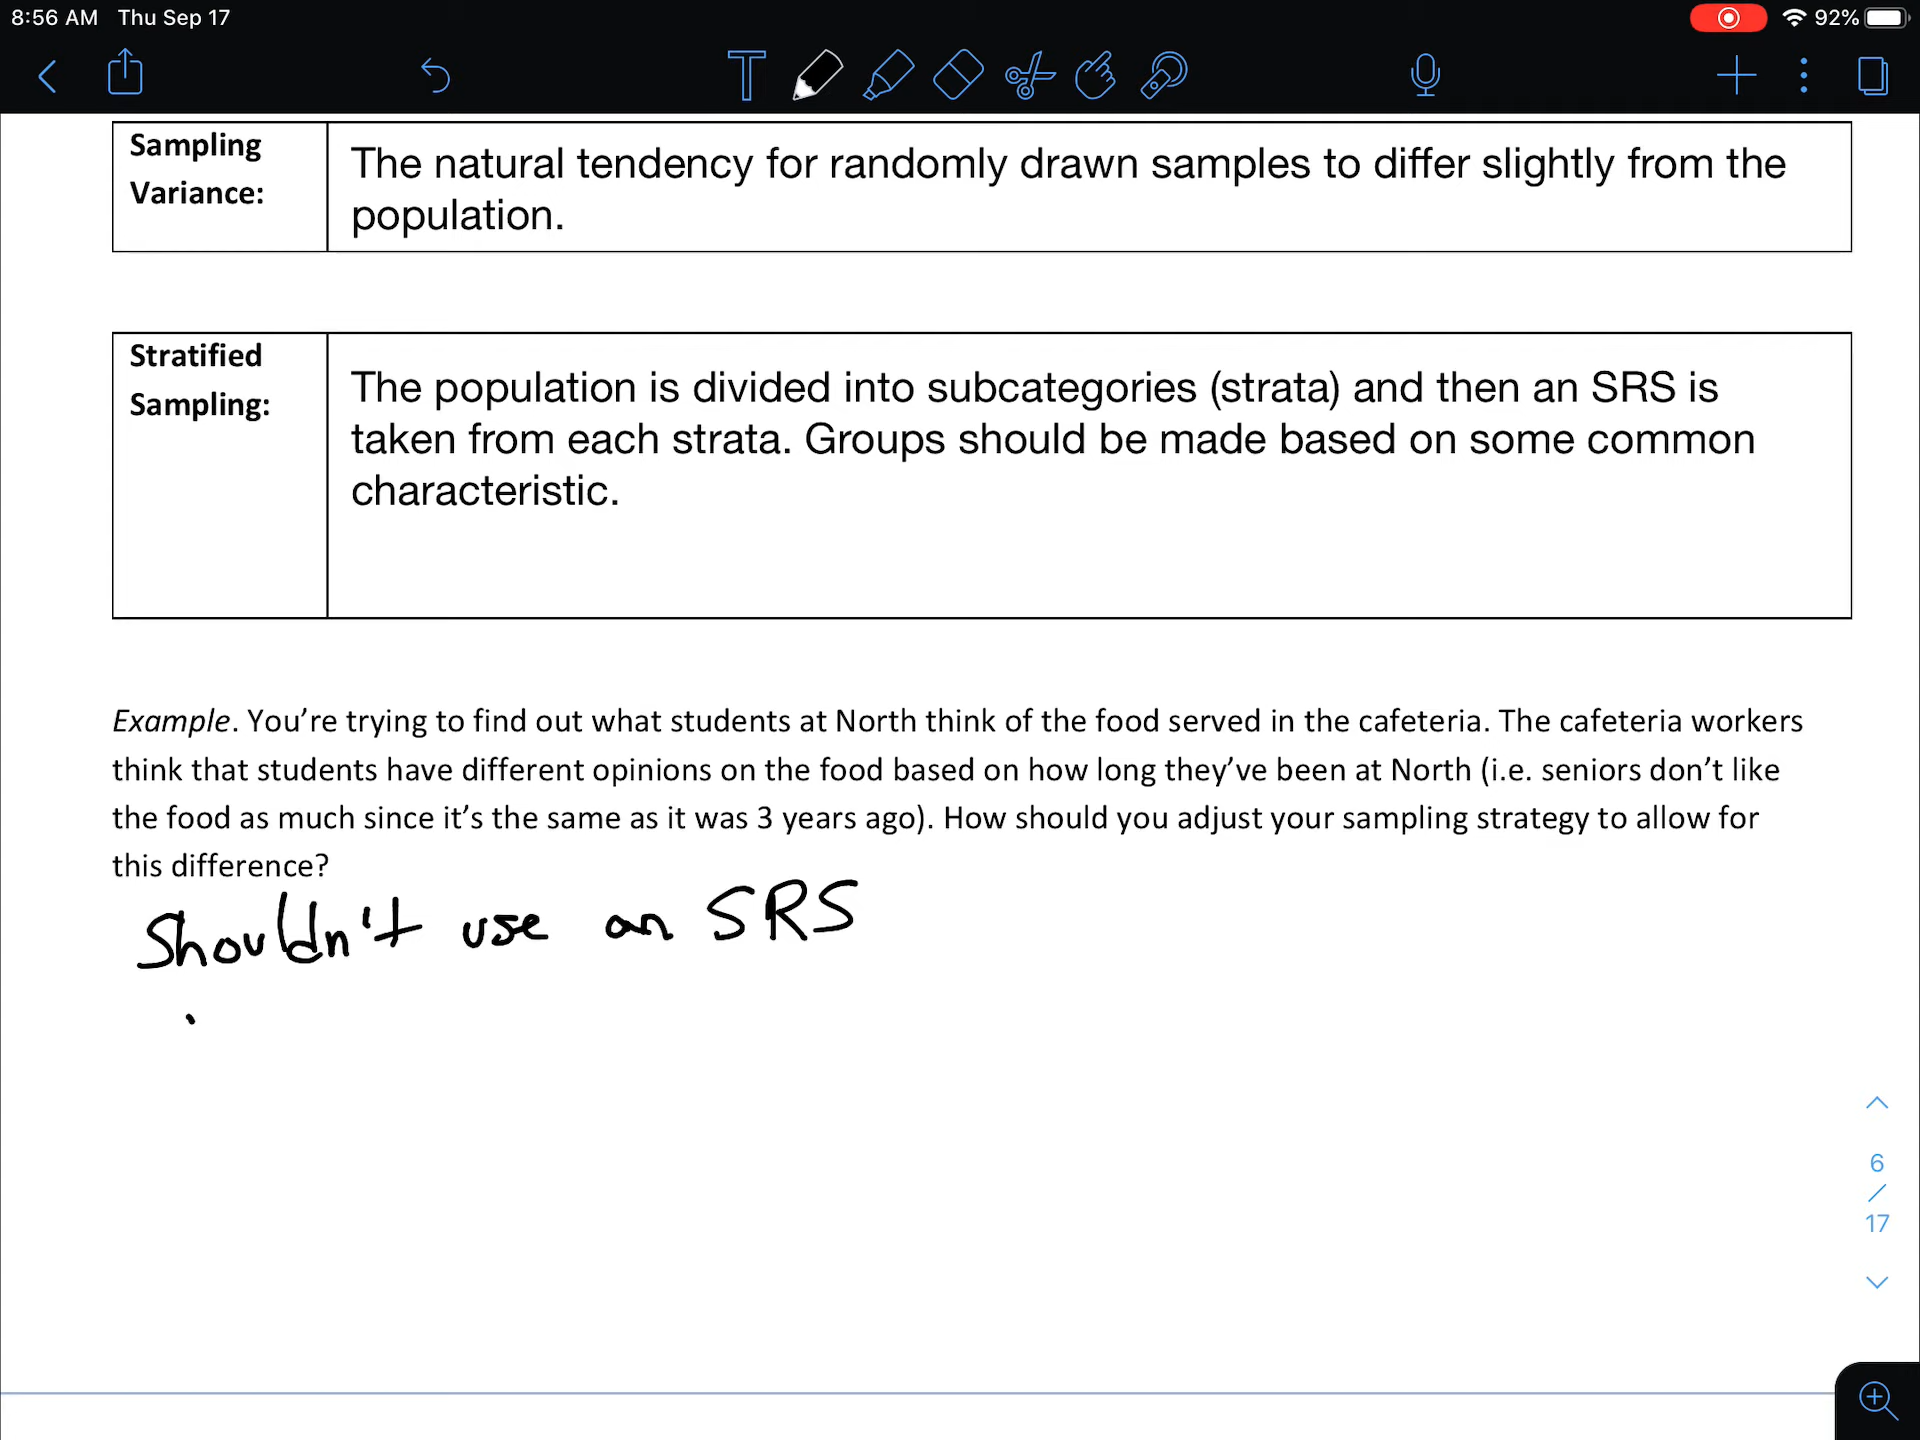 8:56 AM Thu Sep 17
92%
Sampling
Variance:
The natural tendency for randomly drawn samples to differ slightly from the
population.
Stratified
Sampling:
The population is divided into subcategories (strata) and then an SRS is
taken from each strata. Groups should be made based on some common
characteristic.
Example. You’re trying to find out what students at North think of the food served in the cafeteria. The cafeteria workers
think that students have different opinions on the food based on how long they’ve been at North (i.e. seniors don’t like
the food as much since it’s the same as it was 3 years ago). How should you adjust your sampling strategy to allow for
this difference?
Shouldn't use an SRS
6
/
17